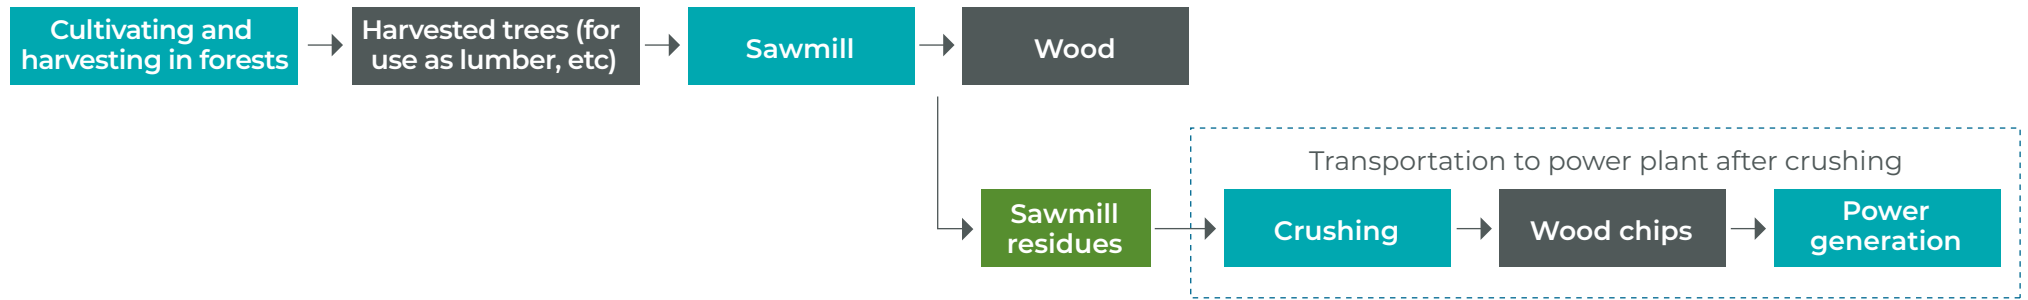 Cultivating and
harvesting in forests
Harvested trees (for
use as lumber, etc)
Sawmill
Wood
Transportation to power plant after crushing
Sawmill
residues
Crushing
Wood chips
Power
generation